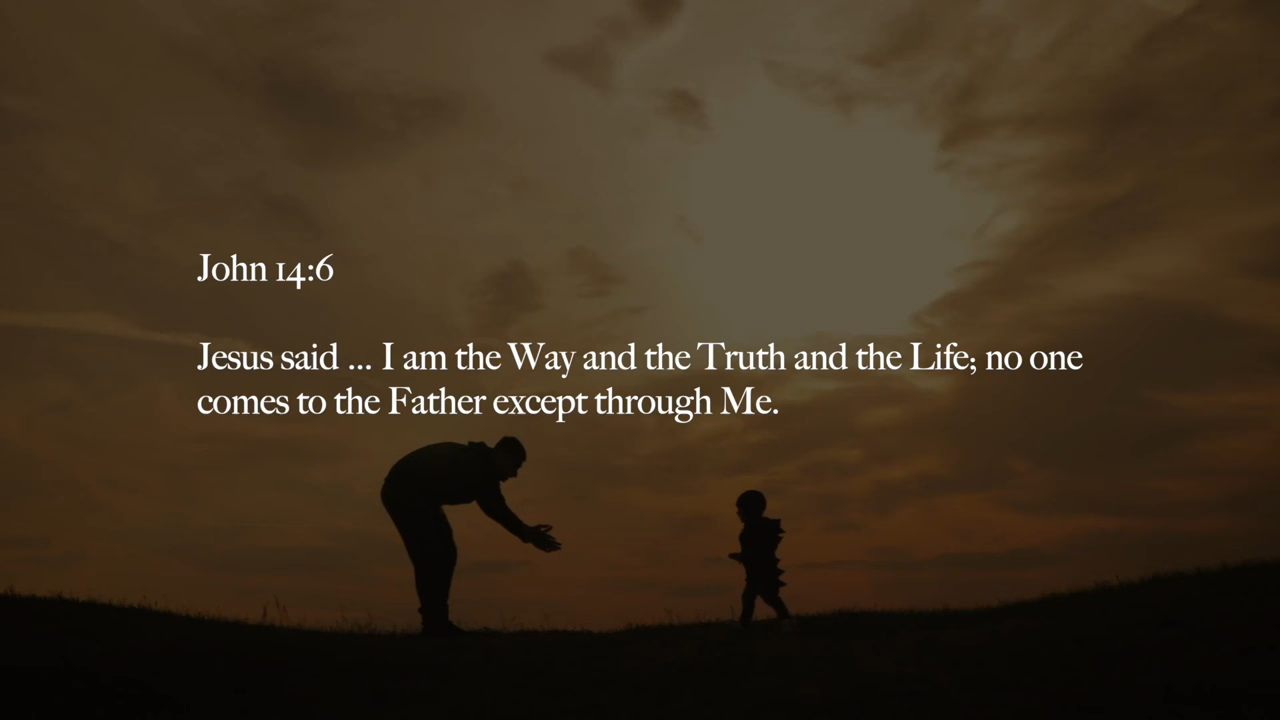 John 14:6
Jesus said ... I am the Way and the Truth and the Life; no one
comes to the Father except through Me.